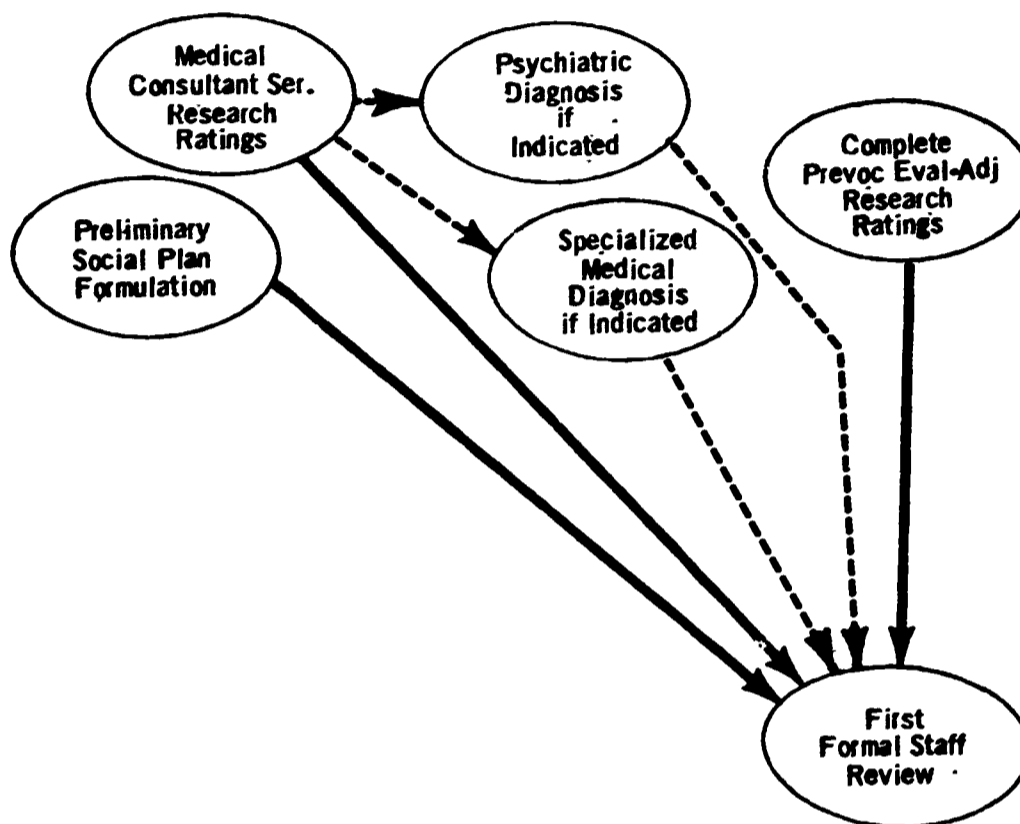 Medical
Consultant Ser.
Research
Ratings
Psychiatric
Diagnosis
if
Indicated
Complete
Prevoc Eval-Adj
Research
Ratings
Preliminary
Social Plan
Formulation
Specialized
Medical
Diagnosis
if Indicated
First
Formal Staff
Review